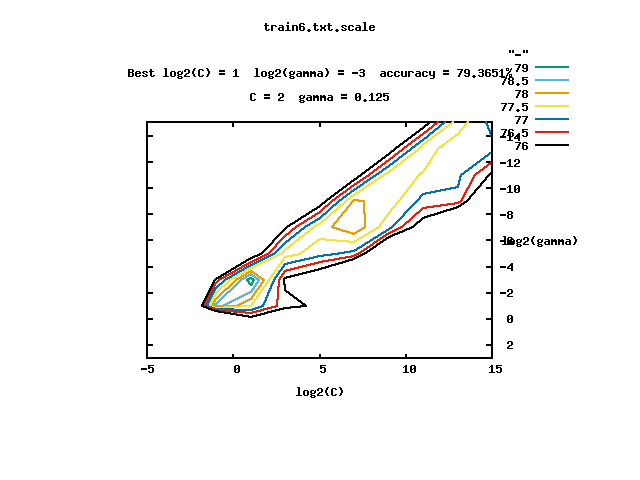 train6.txt.scale
"-"
79
Best log2(C) = 1 log2(gamma) = -3 accuracy = 79.3651%
78.5
78
C = 2 gamma = 0.125
77.5
77
76.5
-14
76
-12
-10
-8
-6
log2(gamma)
-4
-2
0
2
-5 0 5 10 15
log2(C)